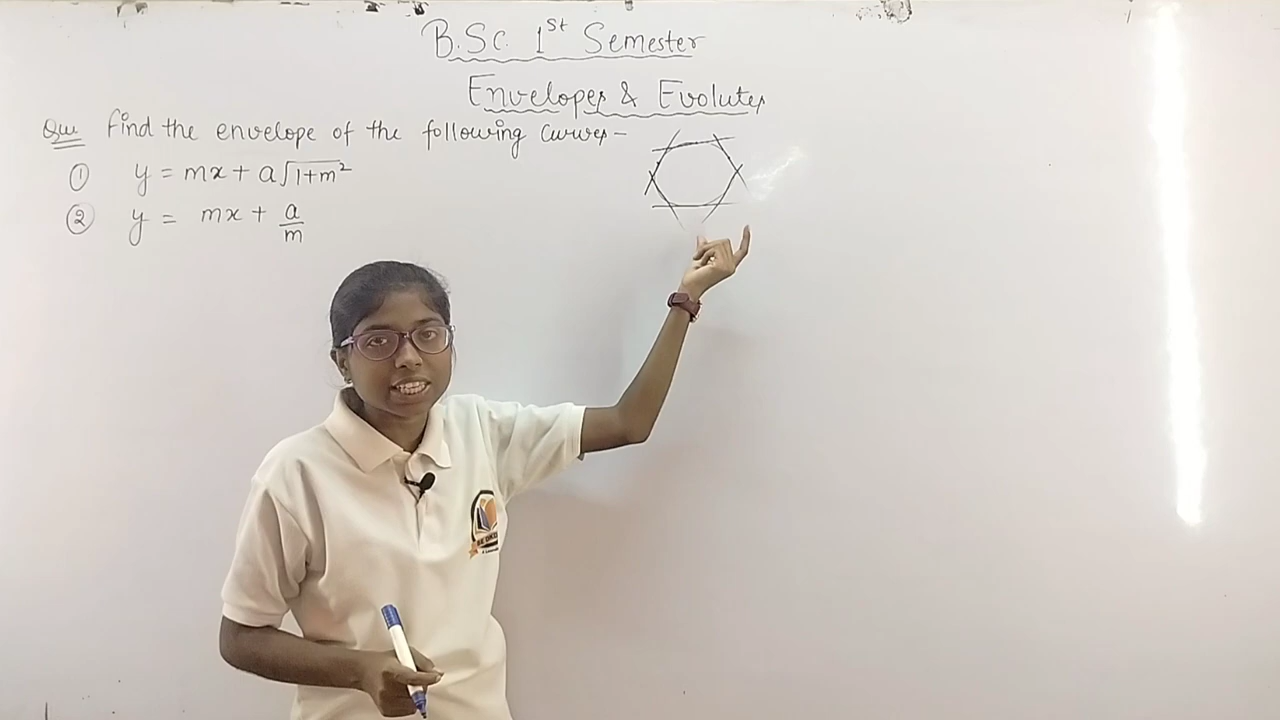 B.Sc. 1st Semester
Envelopes & Evolutes
Que Find the envelope of the following curves-
① y = mx + a√1+m²
② y = mx + a/m